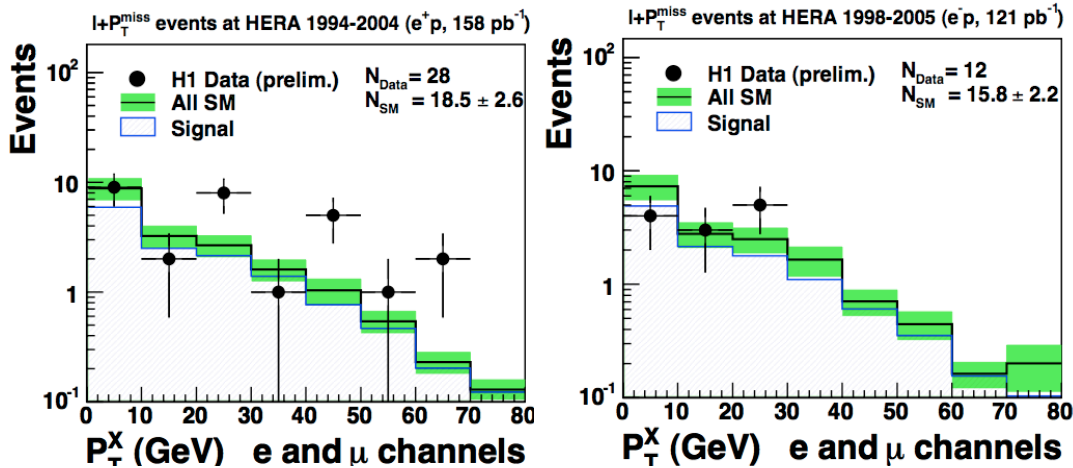 l+P_T^miss events at HERA 1994-2004 (e⁺p, 158 pb⁻¹)
Events
10²
10
1
10⁻¹
H1 Data (prelim.)
All SM
Signal
N_Data = 28
N_SM = 18.5 ± 2.6
0 10 20 30 40 50 60 70 80
P_T^X (GeV) e and μ channels
l+P_T^miss events at HERA 1998-2005 (e⁻p, 121 pb⁻¹)
Events
10²
10
1
10⁻¹
H1 Data (prelim.)
All SM
Signal
N_Data = 12
N_SM = 15.8 ± 2.2
0 10 20 30 40 50 60 70 80
P_T^X (GeV) e and μ channels